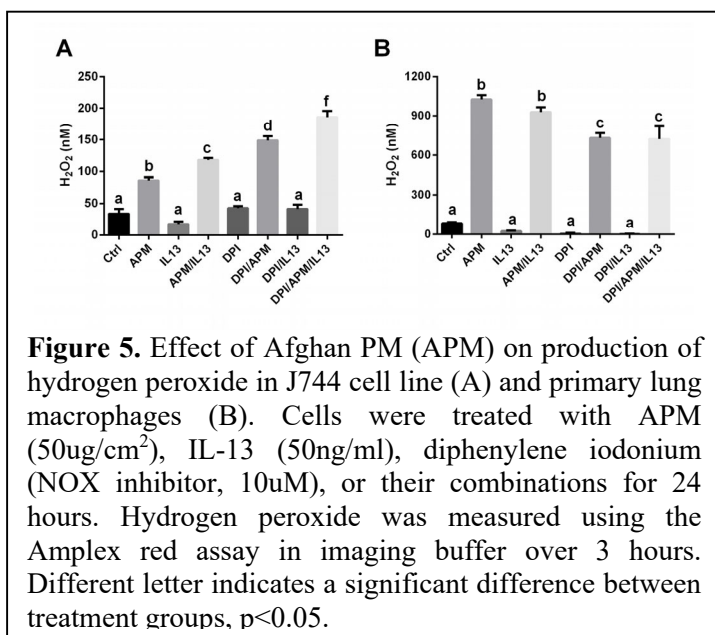 A
B
250
200
150
100
50
0
H₂O₂ (nM)
a
b
a
c
a
d
a
f
Ctrl
APM
IL13
APM/IL13
DPI
DPI/APM
DPI/IL13
DPI/APM/IL13
1200
900
600
300
0
H₂O₂ (nM)
a
b
a
b
a
c
a
c
Ctrl
APM
IL13
APM/IL13
DPI
DPI/APM
DPI/IL13
DPI/APM/IL13
Figure 5. Effect of Afghan PM (APM) on production of
hydrogen peroxide in J744 cell line (A) and primary lung
macrophages (B). Cells were treated with APM
(50ug/cm²), IL-13 (50ng/ml), diphenylene iodonium
(NOX inhibitor, 10uM), or their combinations for 24
hours. Hydrogen peroxide was measured using the
Amplex red assay in imaging buffer over 3 hours.
Different letter indicates a significant difference between
treatment groups, p<0.05.